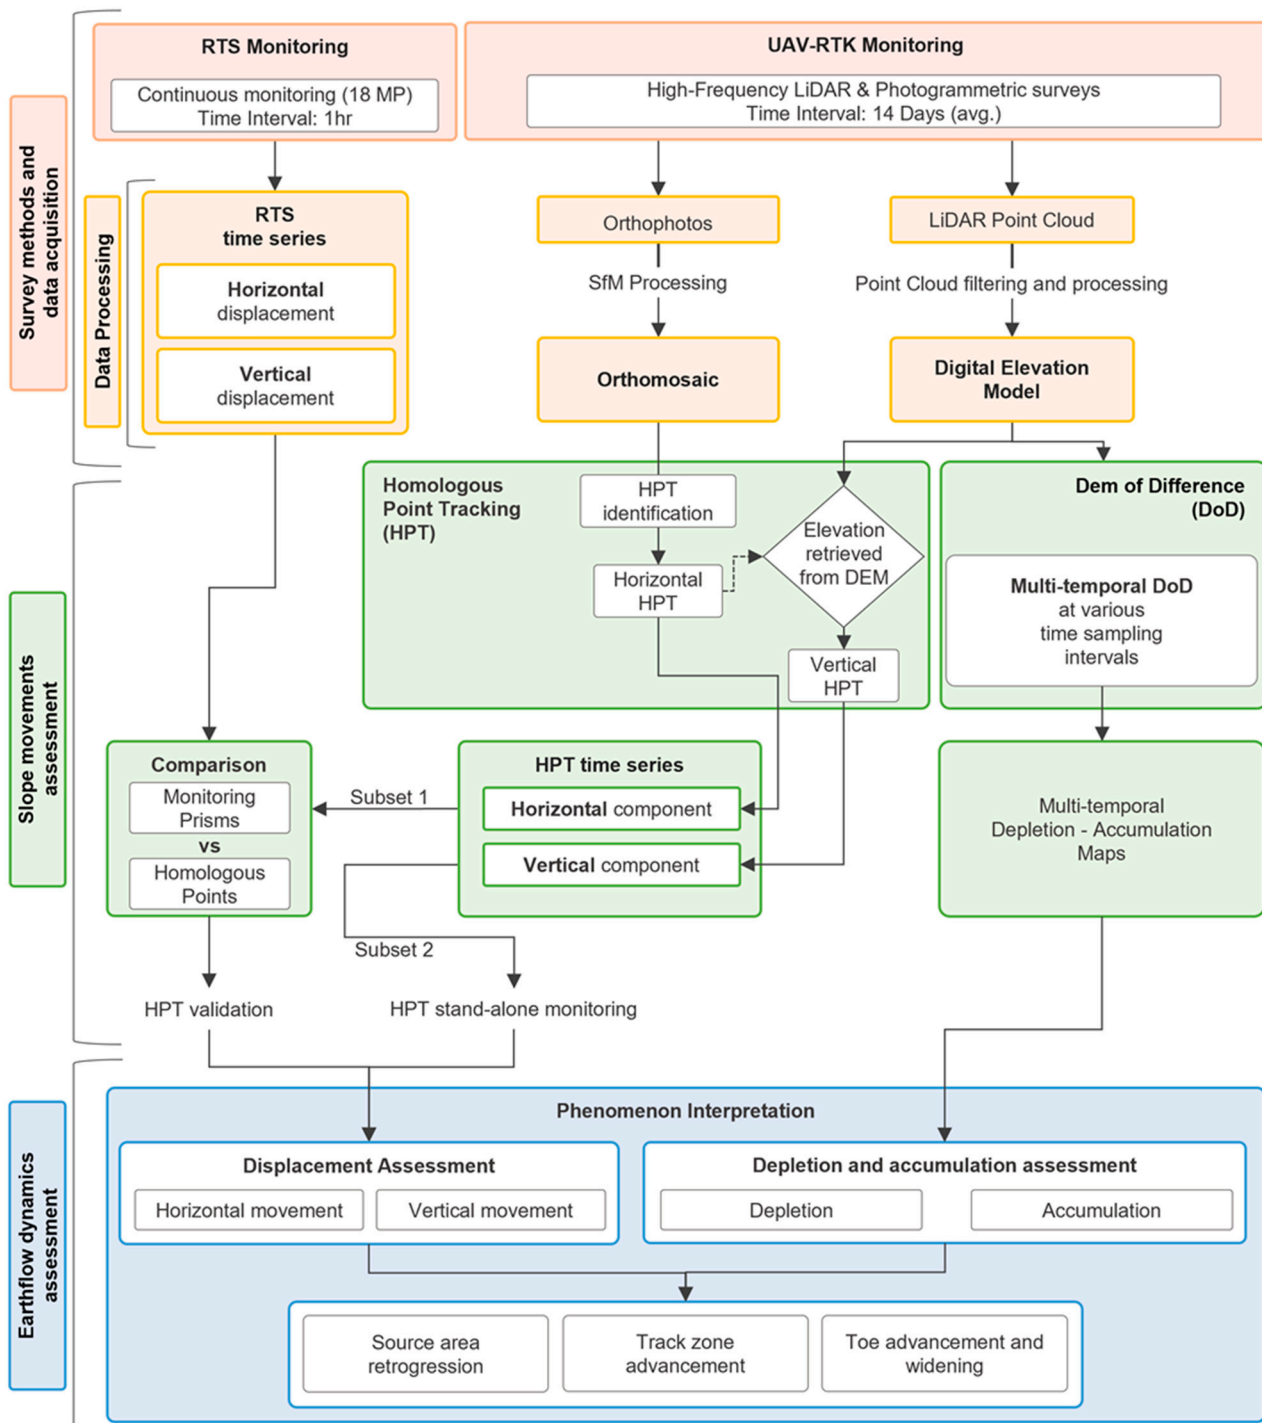 RTS Monitoring
Continuous monitoring (18 MP)
Time Interval: 1hr
UAV-RTK Monitoring
High-Frequency LiDAR & Photogrammetric surveys
Time Interval: 14 Days (avg.)
Survey methods and
data acquisition
Data Processing
RTS
time series
Horizontal
displacement
Vertical
displacement
Orthophotos
SfM Processing
Orthomosaic
LiDAR Point Cloud
Point Cloud filtering and processing
Digital Elevation
Model
Slope movements
assessment
Homologous
Point Tracking
(HPT)
HPT
identification
Horizontal
HPT
Elevation
retrieved
from DEM
Vertical
HPT
Dem of Difference
(DoD)
Multi-temporal DoD
at various
time sampling
intervals
Comparison
Monitoring
Prisms
vs
Homologous
Points
Subset 1
HPT time series
Horizontal component
Vertical component
Subset 2
Multi-temporal
Depletion - Accumulation
Maps
HPT validation
HPT stand-alone monitoring
Earthflow dynamics
assessment
Phenomenon Interpretation
Displacement Assessment
Horizontal movement
Vertical movement
Depletion and accumulation assessment
Depletion
Accumulation
Source area
retrogression
Track zone
advancement
Toe advancement and
widening